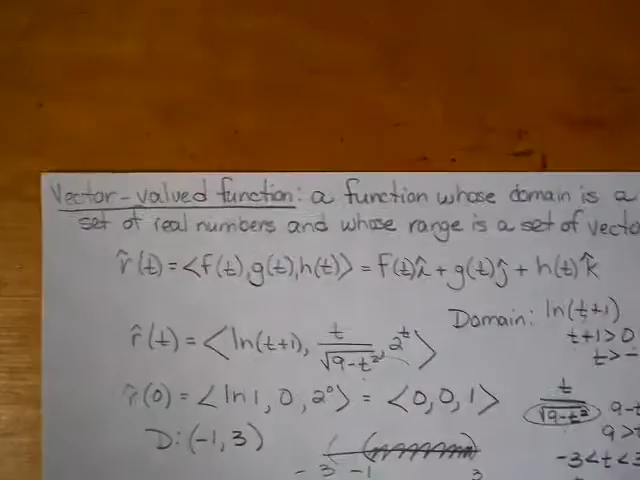 Vector-valued function: a function whose domain is a
set of real numbers and whose range is a set of vecto
r̂(t) = <f(t), g(t), h(t)> = f(t)î + g(t)ĵ + h(t)k̂
Domain: ln(t+1)
t+1>0
t>-
r̂(t) = <ln(t+1), t/√(9-t²), 2^t>
r̂(0) = <ln1, 0, 2⁰> = <0, 0, 1>
t/√(9-t²)
9-t
9>t
-3<t<3
D: (-1, 3)
-3 -1 3